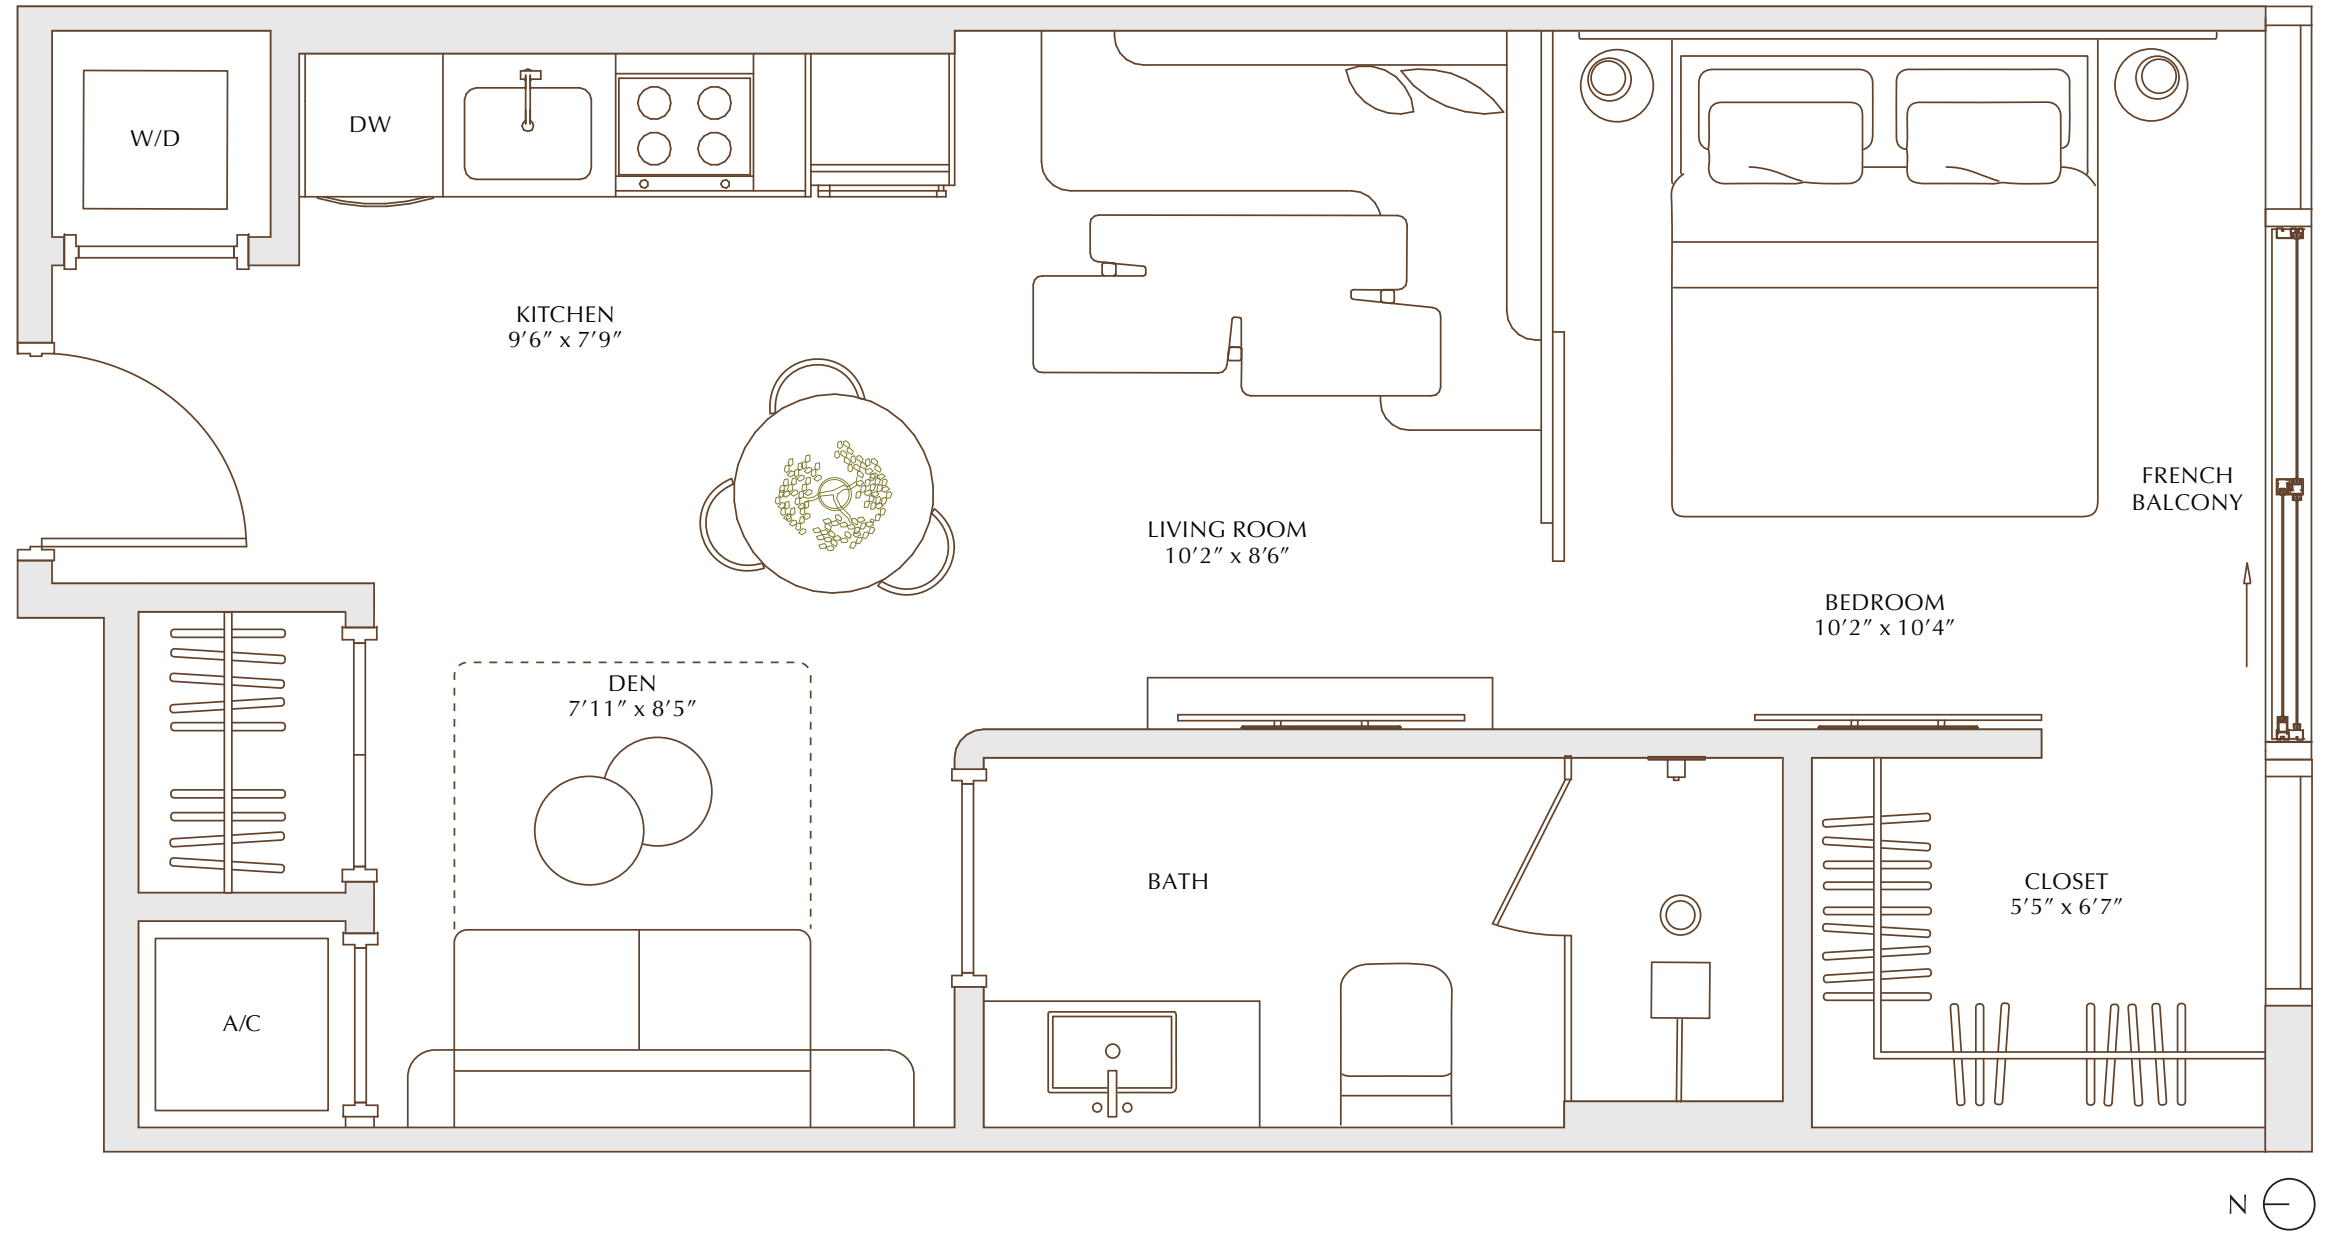 W/D
DW
KITCHEN
9’6” x 7’9”
FRENCH
BALCONY
LIVING ROOM
10’2” x 8’6”
BEDROOM
10’2” x 10’4”
DEN
7’11” x 8’5”
BATH
CLOSET
5’5” x 6’7”
A/C
N